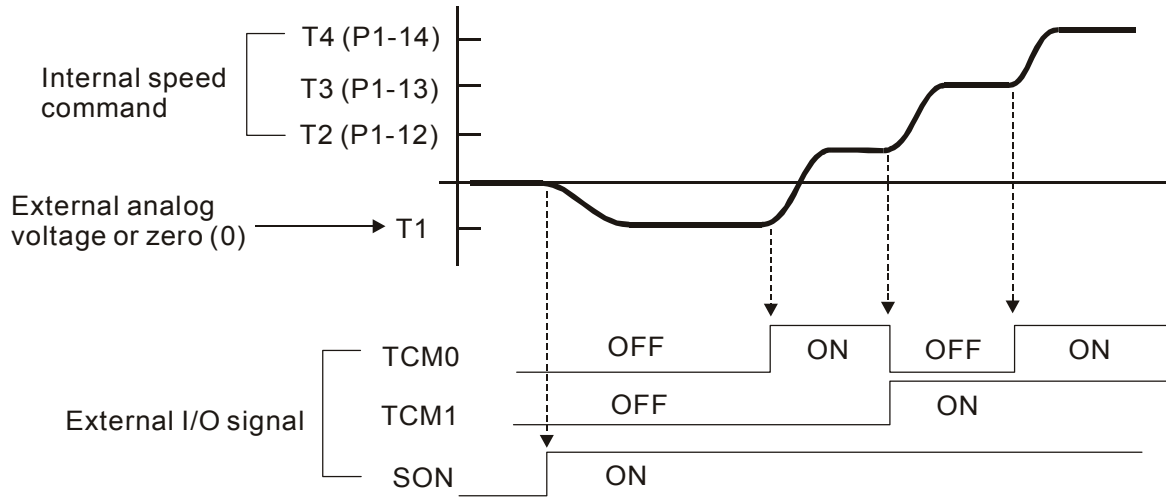 T4 (P1-14)
Internal speed
command
T3 (P1-13)
T2 (P1-12)
External analog
voltage or zero (0)
T1
TCM0
OFF
ON
OFF
ON
TCM1
OFF
ON
External I/O signal
SON
ON